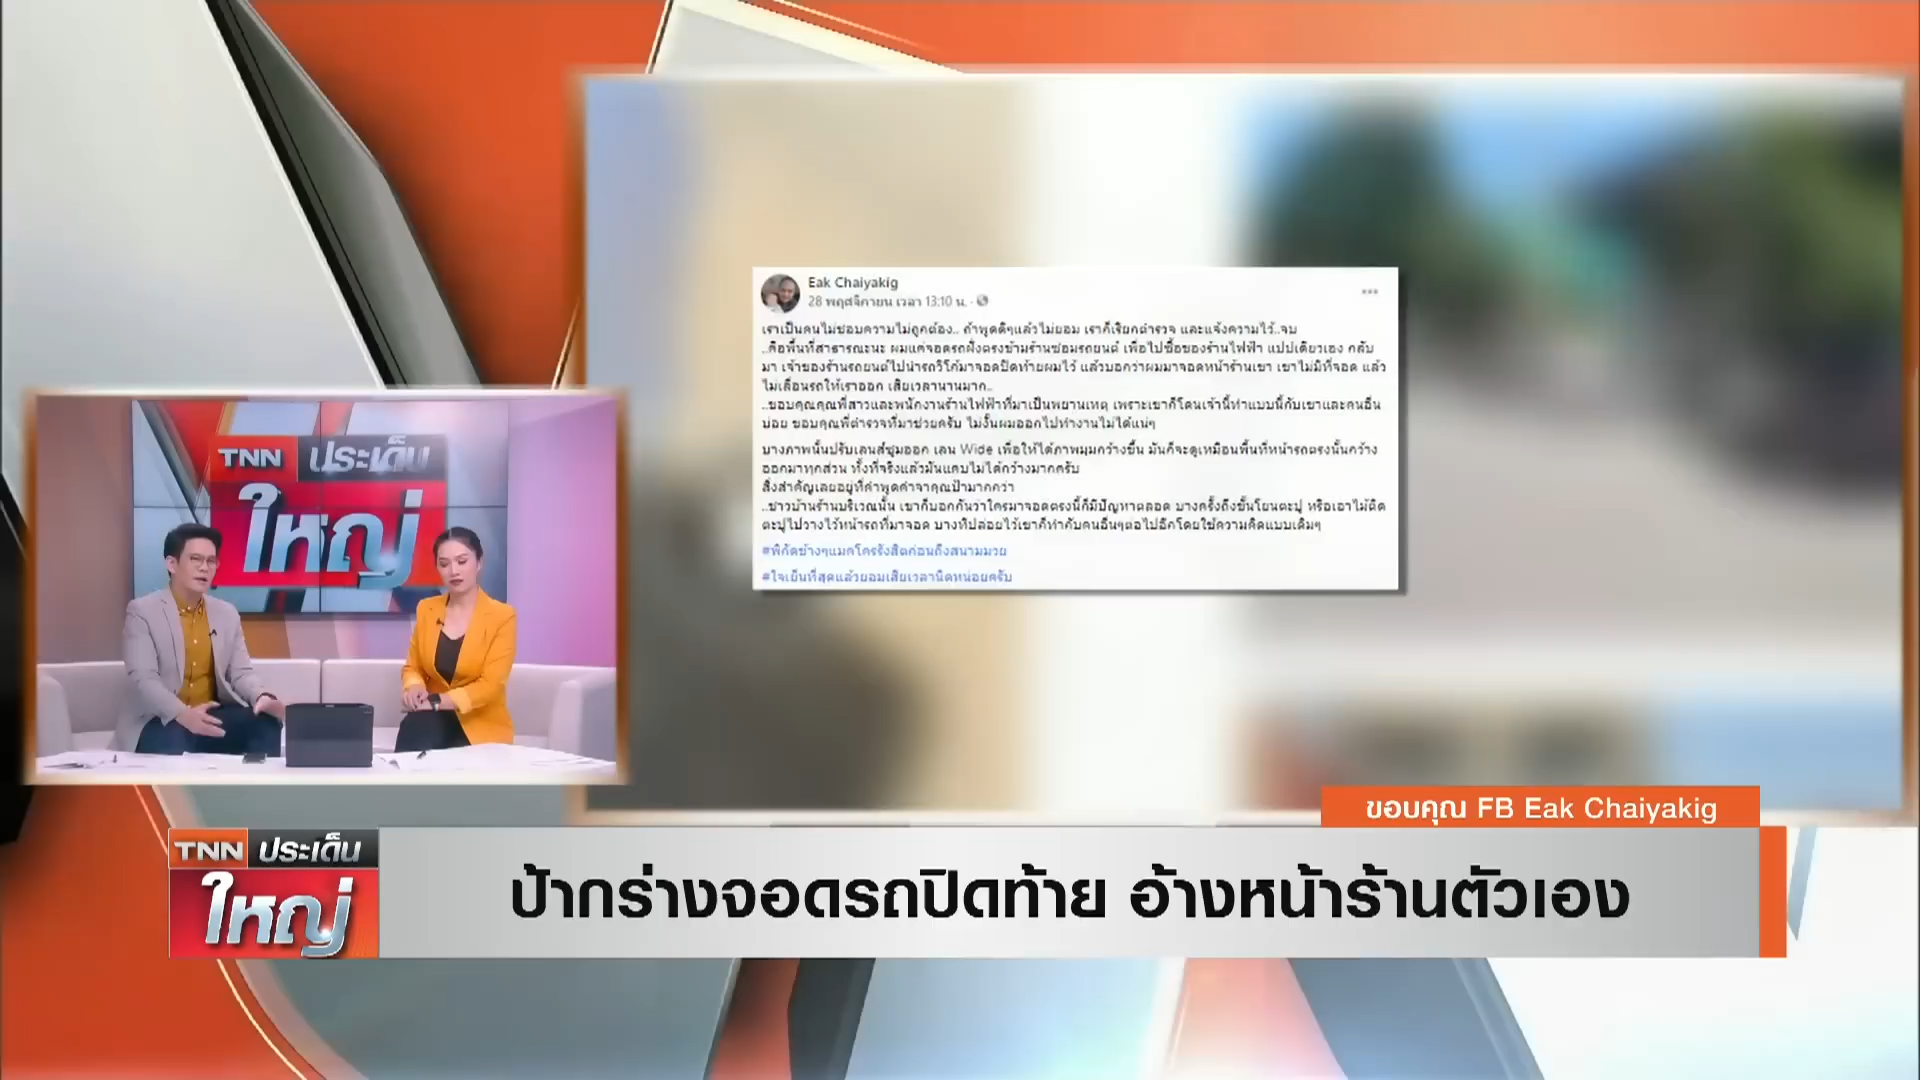 TNN ประเด็น
ใหญ่
Eak Chaiyakig
28 พฤศจิกายน เวลา 13:10 น.
เราเป็นคนไม่ชอบความไม่ถูกต้อง.. ถ้าพูดดีๆแล้วไม่ยอม เราก็เรียกตำรวจ และแจ้งความไว้..จบ
..คือพื้นที่สาธารณะนะ ผมแค่จอดรถฝั่งตรงข้ามร้านซ่อมรถยนต์ เพื่อไปซื้อของร้านไฟฟ้า แปปเดียวเอง กลับ
มา เจ้าของร้านรถยนต์ไปนำรถวีโก้มาจอดปิดท้ายผมไว้ แล้วบอกว่าผมมาจอดหน้าร้านเขา เขาไม่มีที่จอด แล้ว
ไม่เลื่อนรถให้เราออก เสียเวลานานมาก..
..ขอบคุณคุณพี่สาวและพนักงานร้านไฟฟ้าที่มาเป็นพยานเหตุ เพราะเขาก็โดนเจ้านี้ทำแบบนี้กับเขาและคนอื่น
บ่อย ขอบคุณพี่ตำรวจที่มาช่วยครับ ไม่งั้นผมออกไปทำงานไม่ได้แน่ๆ
บางภาพนั้นปรับเลนส์ซูมออก เลน Wide เพื่อให้ได้ภาพมุมกว้างขึ้น มันก็จะดูเหมือนพื้นที่หน้ารถตรงนั้นกว้าง
ออกมาทุกส่วน ทั้งที่จริงแล้วมันแคบไม่ได้กว้างมากครับ
สิ่งสำคัญเลยอยู่ที่คำพูดคำจาคุณป้ามากกว่า
..ชาวบ้านร้านบริเวณนั้น เขาก็บอกกันว่าใครมาจอดตรงนี้ก็มีปัญหาตลอด บางครั้งถึงขั้นโยนตะปู หรือเอาไม้ติด
ตะปูไปวางไว้หน้ารถที่มาจอด บางทีปล่อยไว้เขาก็ทำกับคนอื่นๆต่อไปอีกโดยใช้ความคิดแบบเดิมๆ
#พิกัดข้างๆแมคโครรังสิตก่อนถึงสนามมวย
#ใจเย็นที่สุดแล้วยอมเสียเวลานิดหน่อยครับ
ขอบคุณ FB Eak Chaiyakig
TNN ประเด็น
ใหญ่
ป้ากร่างจอดรถปิดท้าย อ้างหน้าร้านตัวเอง